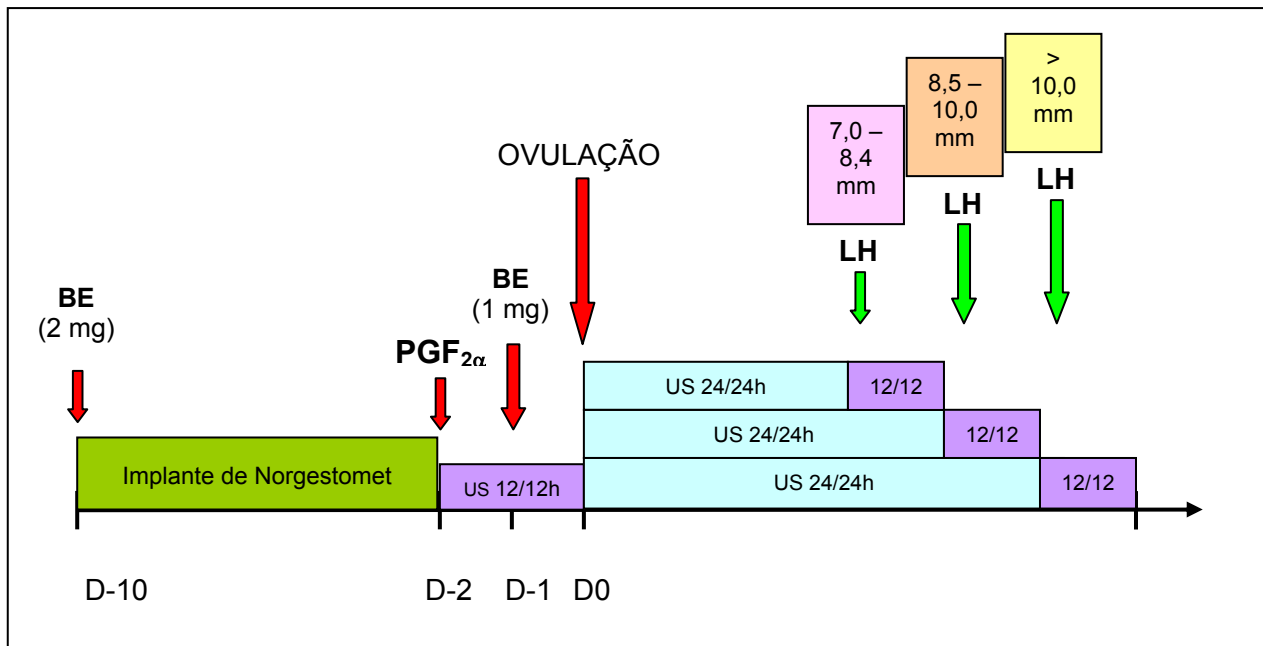 >
10,0
mm
8,5 –
10,0
mm
7,0 –
8,4
mm
OVULAÇÃO
LH
LH
LH
BE
(1 mg)
BE
(2 mg)
PGF2α
US 24/24h
12/12
US 24/24h
12/12
Implante de Norgestomet
US 12/12h
US 24/24h
12/12
D-10
D-2
D-1
D0